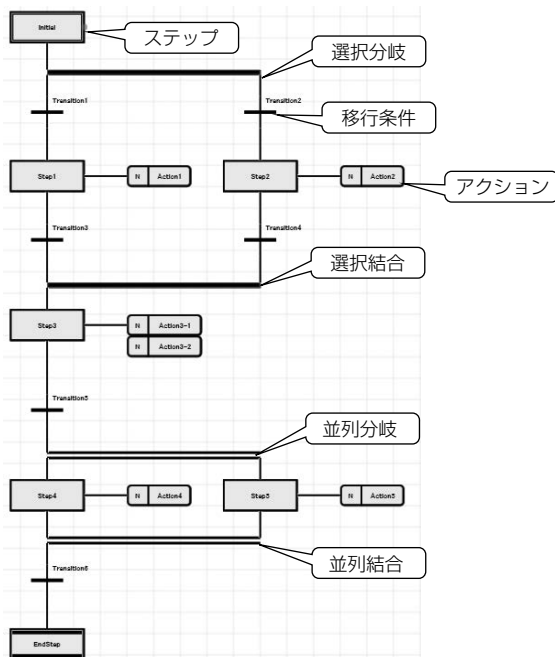 Initial
ステップ
選択分岐
Transition1
Transition2
移行条件
Step1
N
Action1
Step2
N
Action2
アクション
Transition3
Transition4
選択結合
Step3
N
Action3-1
N
Action3-2
Transition5
並列分岐
Step4
N
Action4
Step5
N
Action5
並列結合
Transition6
EndStep